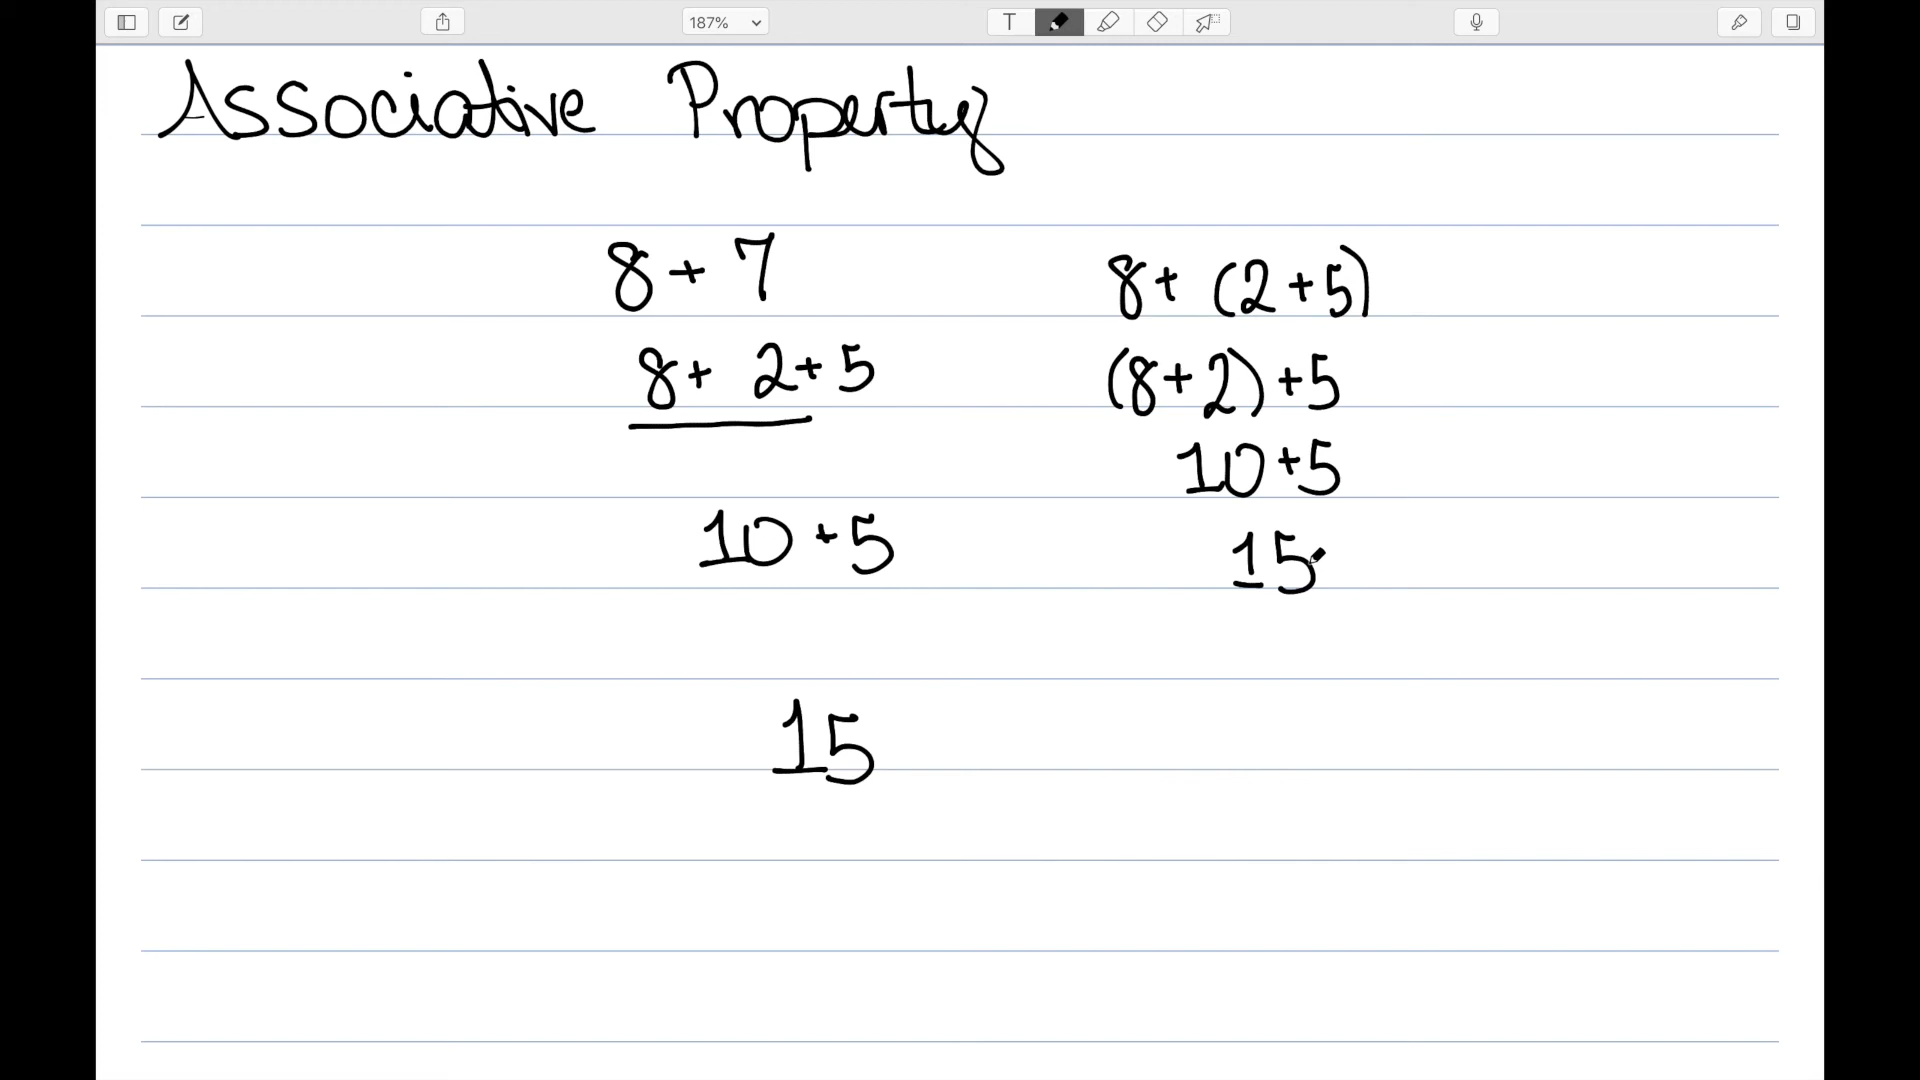 187%
T
Associative Property
8 + 7
8 + 2 + 5
10 + 5
15
8 + (2 + 5)
(8 + 2) + 5
10 + 5
15